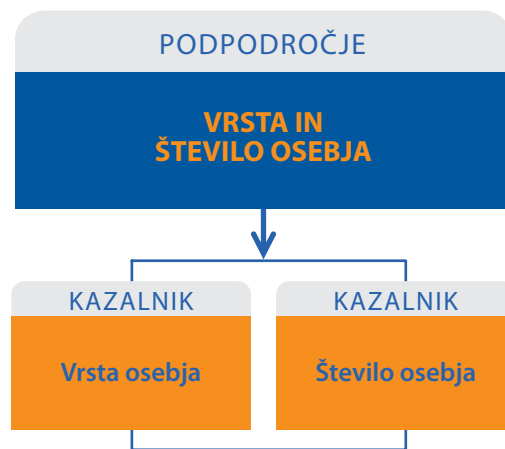 PODPODROČJE
VRSTA IN
ŠTEVILO OSEBJA
KAZALNIK
Vrsta osebja
KAZALNIK
Število osebja